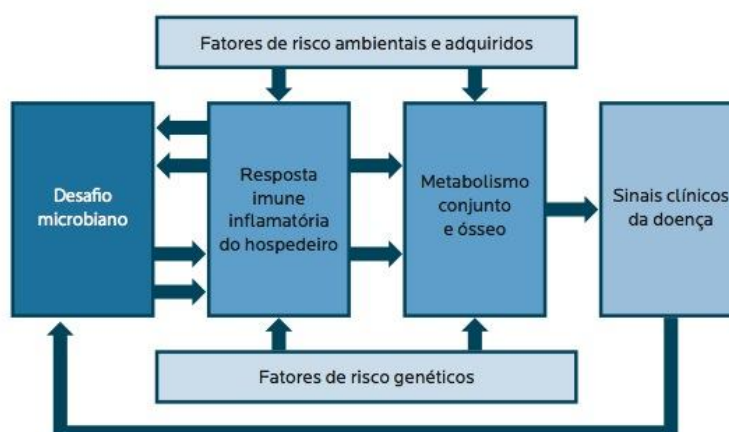 Fatores de risco ambientais e adquiridos
Desafio
microbiano
Resposta
imune
inflamatória
do hospedeiro
Metabolismo
conjunto
e ósseo
Sinais clínicos
da doença
Fatores de risco genéticos